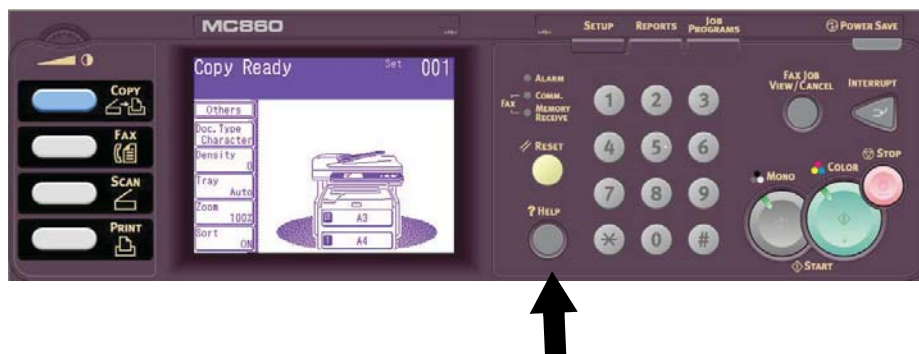 MC860
SETUP
REPORTS
JOB
PROGRAMS
POWER SAVE
COPY
FAX
SCAN
PRINT
Copy Ready
Set
001
Others
Doc. Type
Character
Density
0
Tray
Auto
Zoom
100%
Sort
ON
A3
1
A4
ALARM
FAX
COMM.
MEMORY
RECEIVE
RESET
? HELP
1 2 3
4 5 6
7 8 9
* 0 #
FAX JOB
VIEW/CANCEL
INTERRUPT
STOP
MONO
COLOR
START